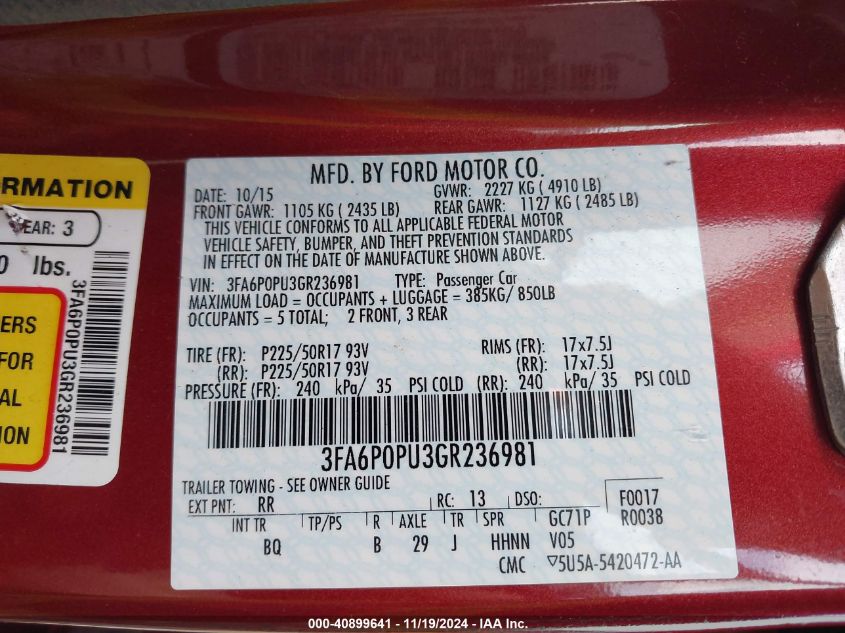 MFD. BY FORD MOTOR CO.
DATE: 10/15 GVWR: 2227 KG ( 4910 LB)
FRONT GAWR: 1105 KG ( 2435 LB) REAR GAWR: 1127 KG ( 2485 LB)
THIS VEHICLE CONFORMS TO ALL APPLICABLE FEDERAL MOTOR
VEHICLE SAFETY, BUMPER, AND THEFT PREVENTION STANDARDS
IN EFFECT ON THE DATE OF MANUFACTURE SHOWN ABOVE.
VIN: 3FA6P0PU3GR236981 TYPE: Passenger Car
MAXIMUM LOAD = OCCUPANTS + LUGGAGE = 385KG/ 850LB
OCCUPANTS = 5 TOTAL; 2 FRONT, 3 REAR
TIRE (FR): P225/50R17 93V RIMS (FR): 17x7.5J
(RR): P225/50R17 93V (RR): 17x7.5J
PRESSURE (FR): 240 kPa/ 35 PSI COLD (RR): 240 kPa/ 35 PSI COLD
3FA6P0PU3GR236981
TRAILER TOWING - SEE OWNER GUIDE
EXT PNT: RR RC: 13 DSO: F0017
INT TR TP/PS R AXLE TR SPR GC71P R0038
BQ B 29 J HHNN V05
CMC ▽5U5A-5420472-AA
ORMATION
EAR: 3
0 lbs.
ERS
FOR
AL
ION
3FA6P0PU3GR236981
000-40899641 - 11/19/2024 - IAA Inc.